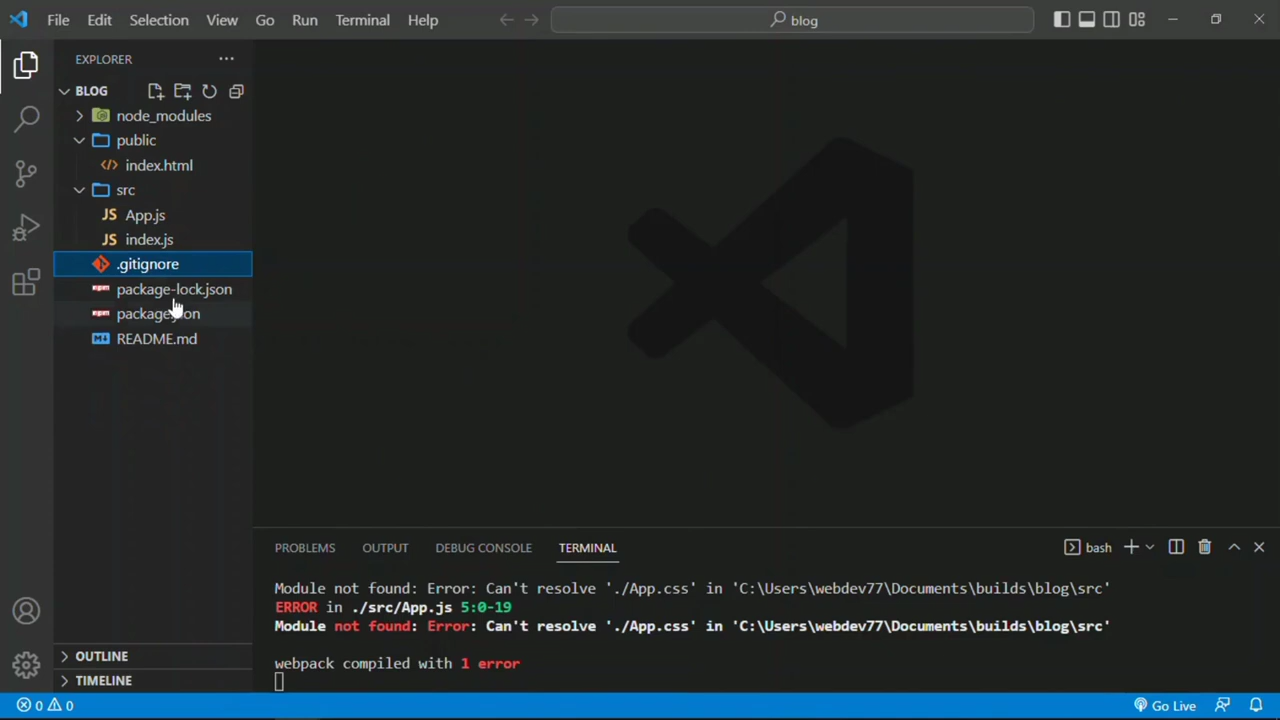 File Edit Selection View Go Run Terminal Help blog
EXPLORER
BLOG
node_modules
public
</> index.html
src
JS App.js
JS index.js
.gitignore
npm package-lock.json
npm
README.md
PROBLEMS OUTPUT DEBUG CONSOLE TERMINAL bash
Module not found: Error: Can't resolve './App.css' in 'C:\Users\webdev77\Documents\builds\blog\src'
ERROR in ./src/App.js 5:0-19
Module not found: Error: Can't resolve './App.css' in 'C:\Users\webdev77\Documents\builds\blog\src'
webpack compiled with 1 error
OUTLINE
TIMELINE
0 0 Go Live